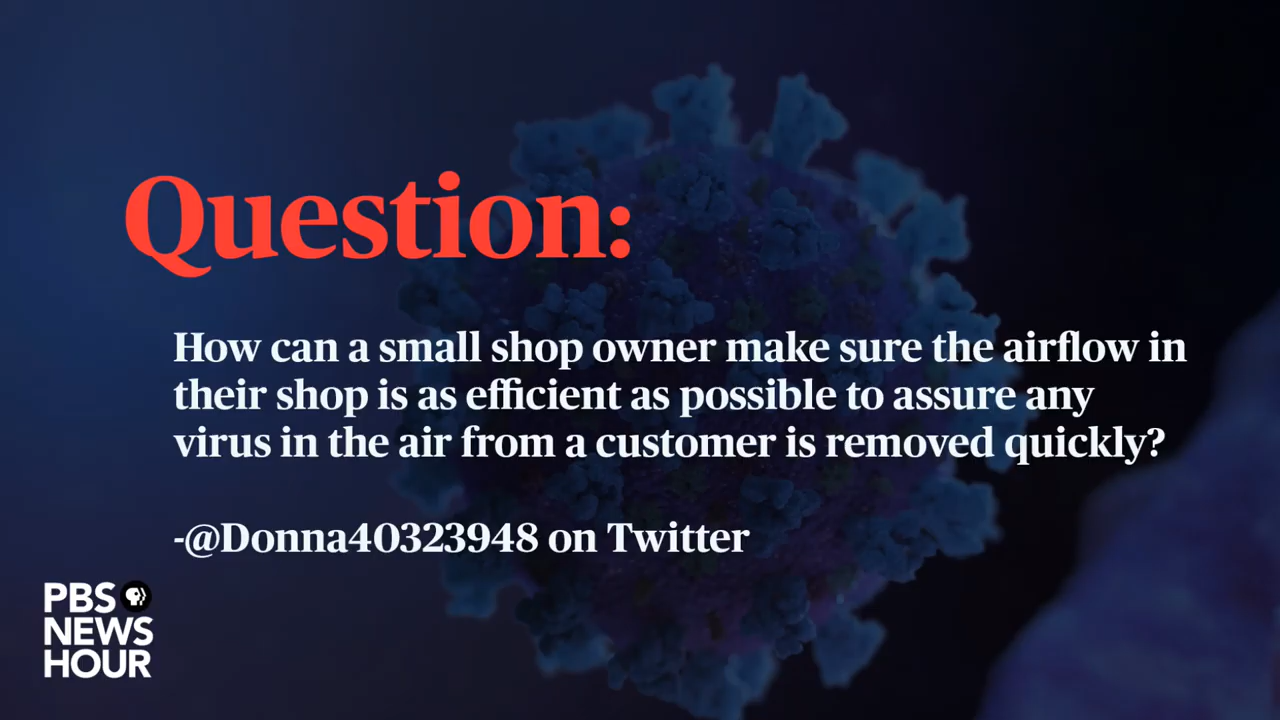 Question:
How can a small shop owner make sure the airflow in
their shop is as efficient as possible to assure any
virus in the air from a customer is removed quickly?
-@Donna40323948 on Twitter
PBS
NEWS
HOUR